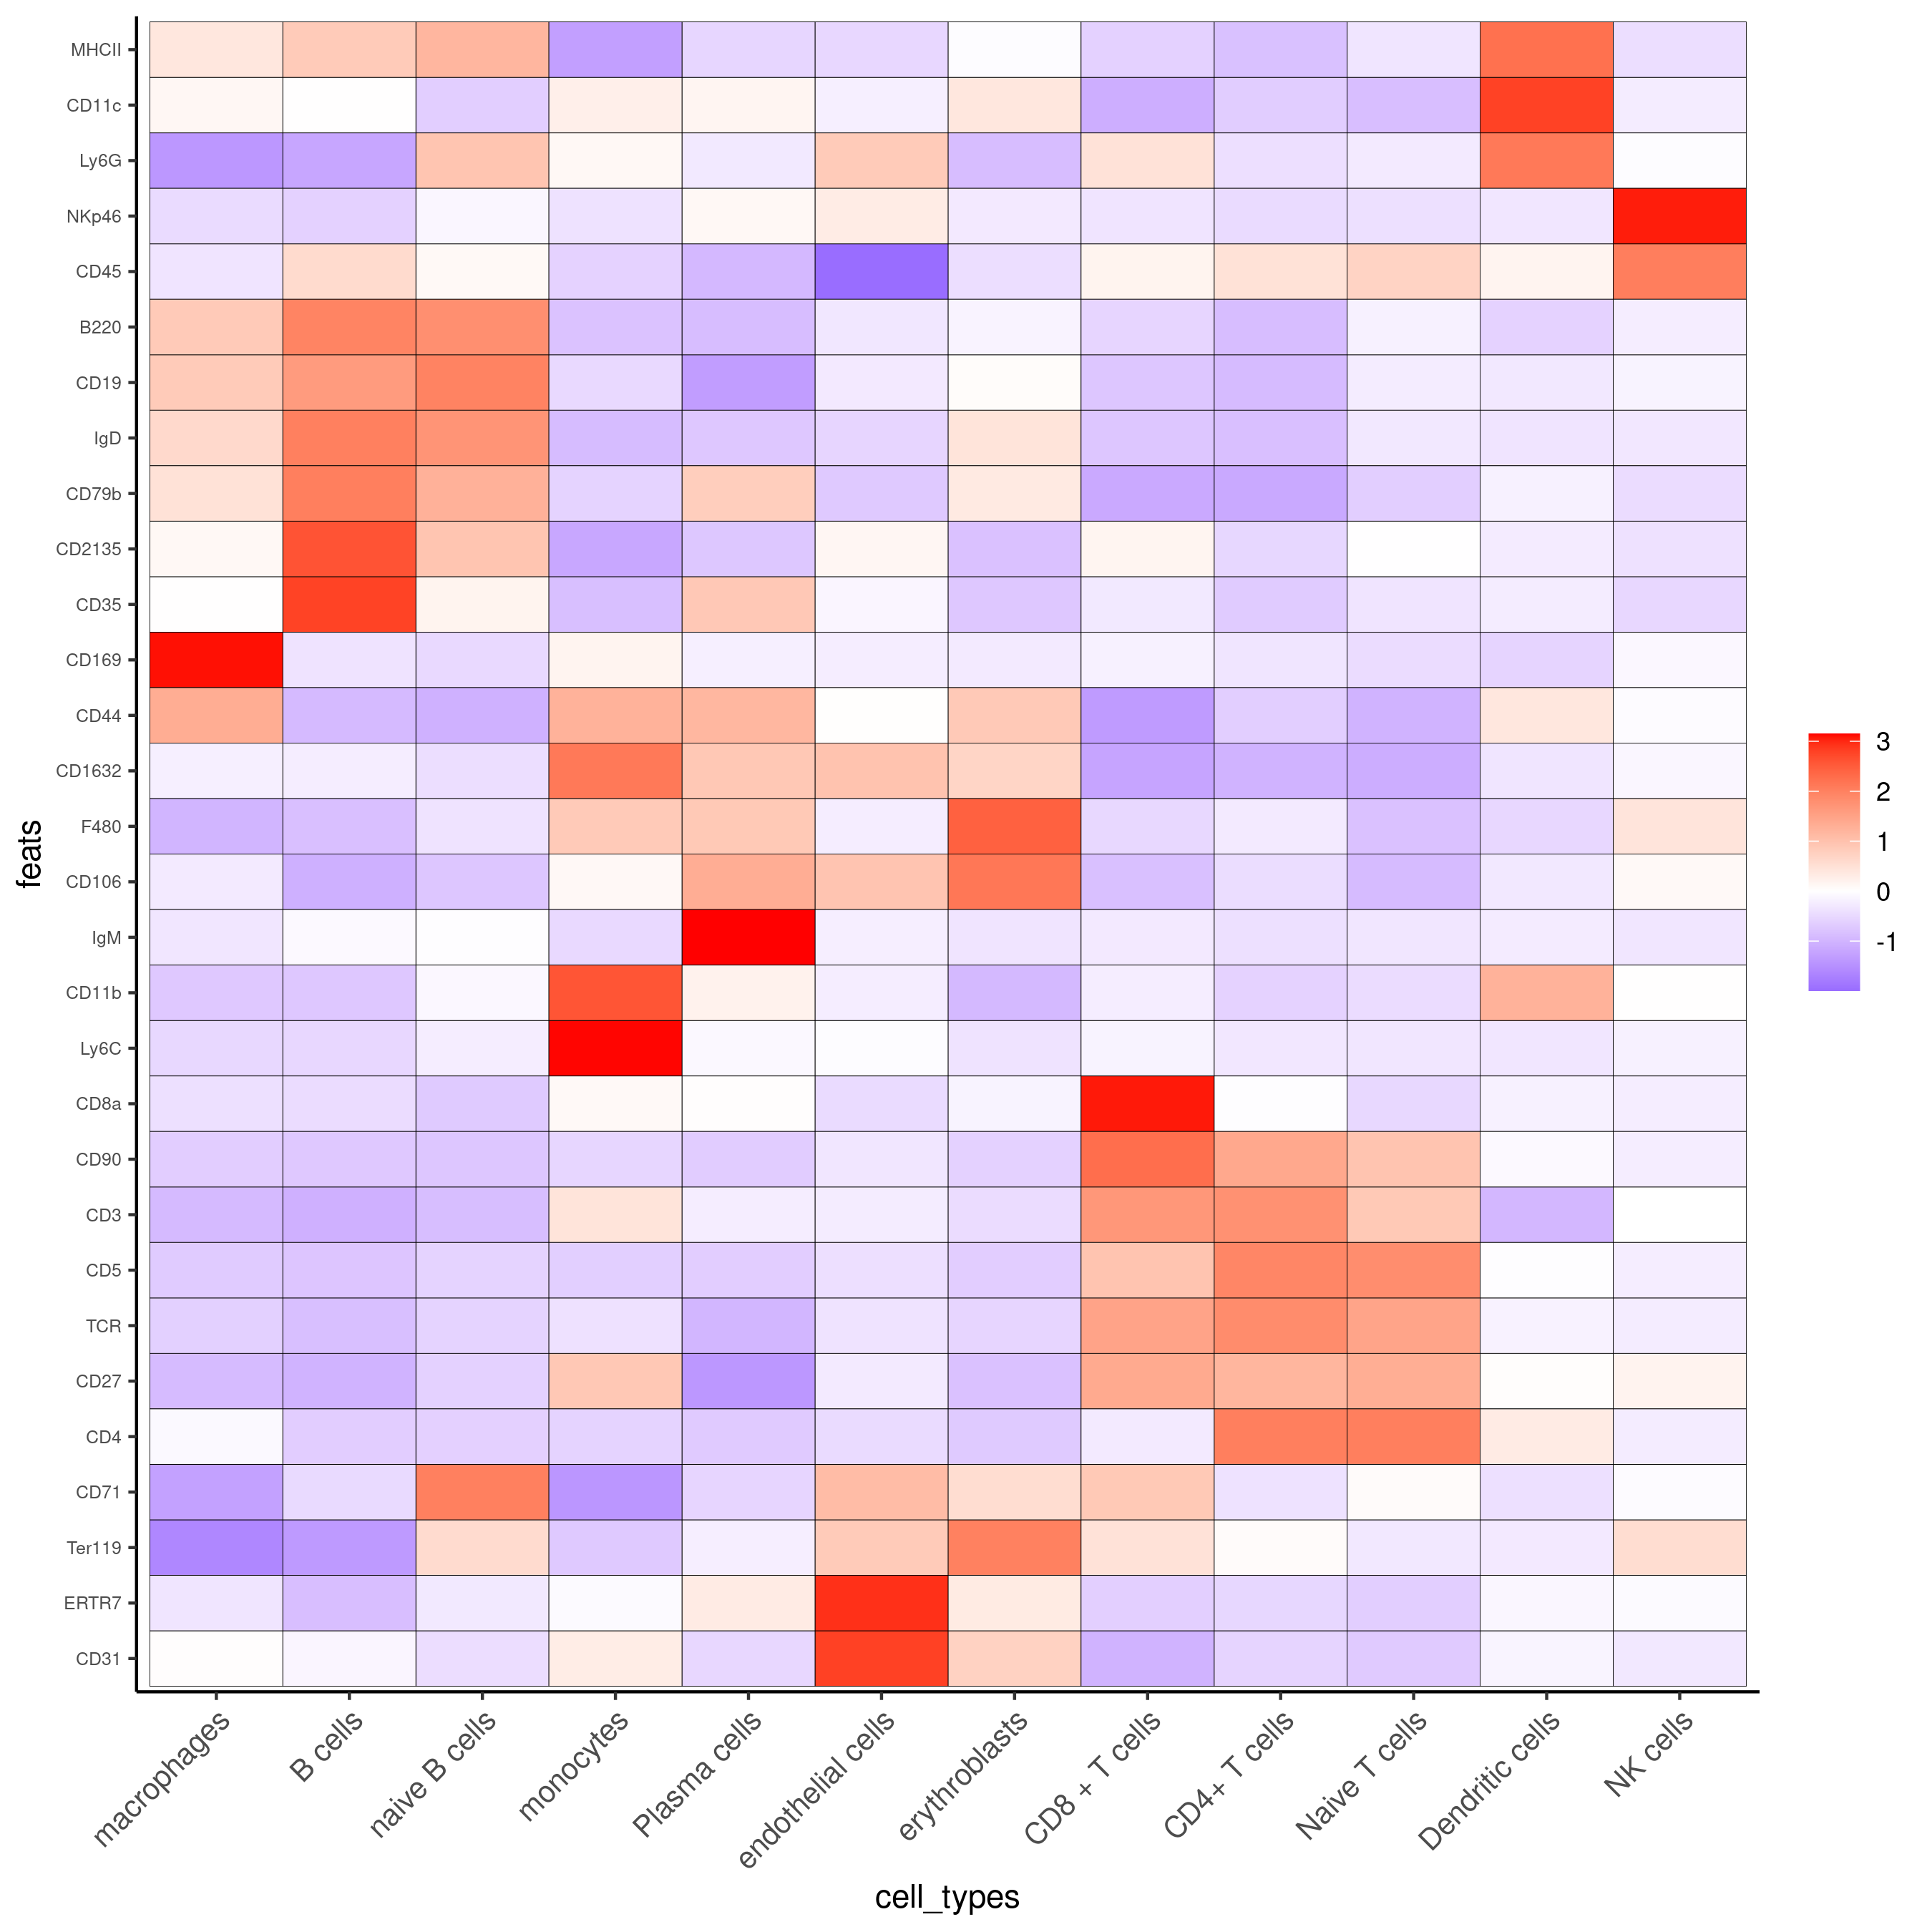 MHCII
CD11c
Ly6G
NKp46
CD45
B220
CD19
IgD
CD79b
CD2135
CD35
CD169
CD44
CD1632
F480
CD106
IgM
CD11b
Ly6C
CD8a
CD90
CD3
CD5
TCR
CD27
CD4
CD71
Ter119
ERTR7
CD31
feats
macrophages
B cells
naive B cells
monocytes
Plasma cells
endothelial cells
erythroblasts
CD8 + T cells
CD4+ T cells
Naive T cells
Dendritic cells
NK cells
cell_types
3
2
1
0
-1